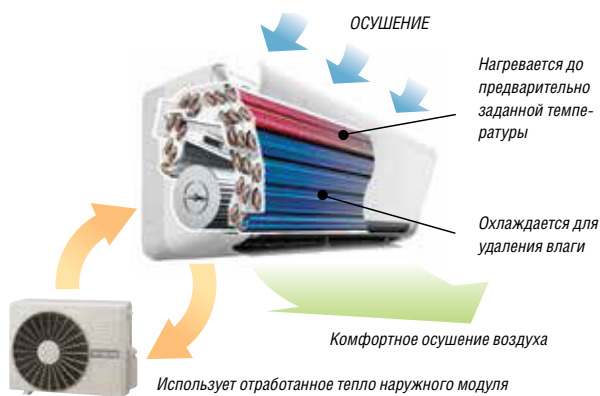 ОСУШЕНИЕ
Нагревается до
предварительно
заданной темпе-
ратуры
Охлаждается для
удаления влаги
Комфортное осушение воздуха
Использует отработанное тепло наружного модуля